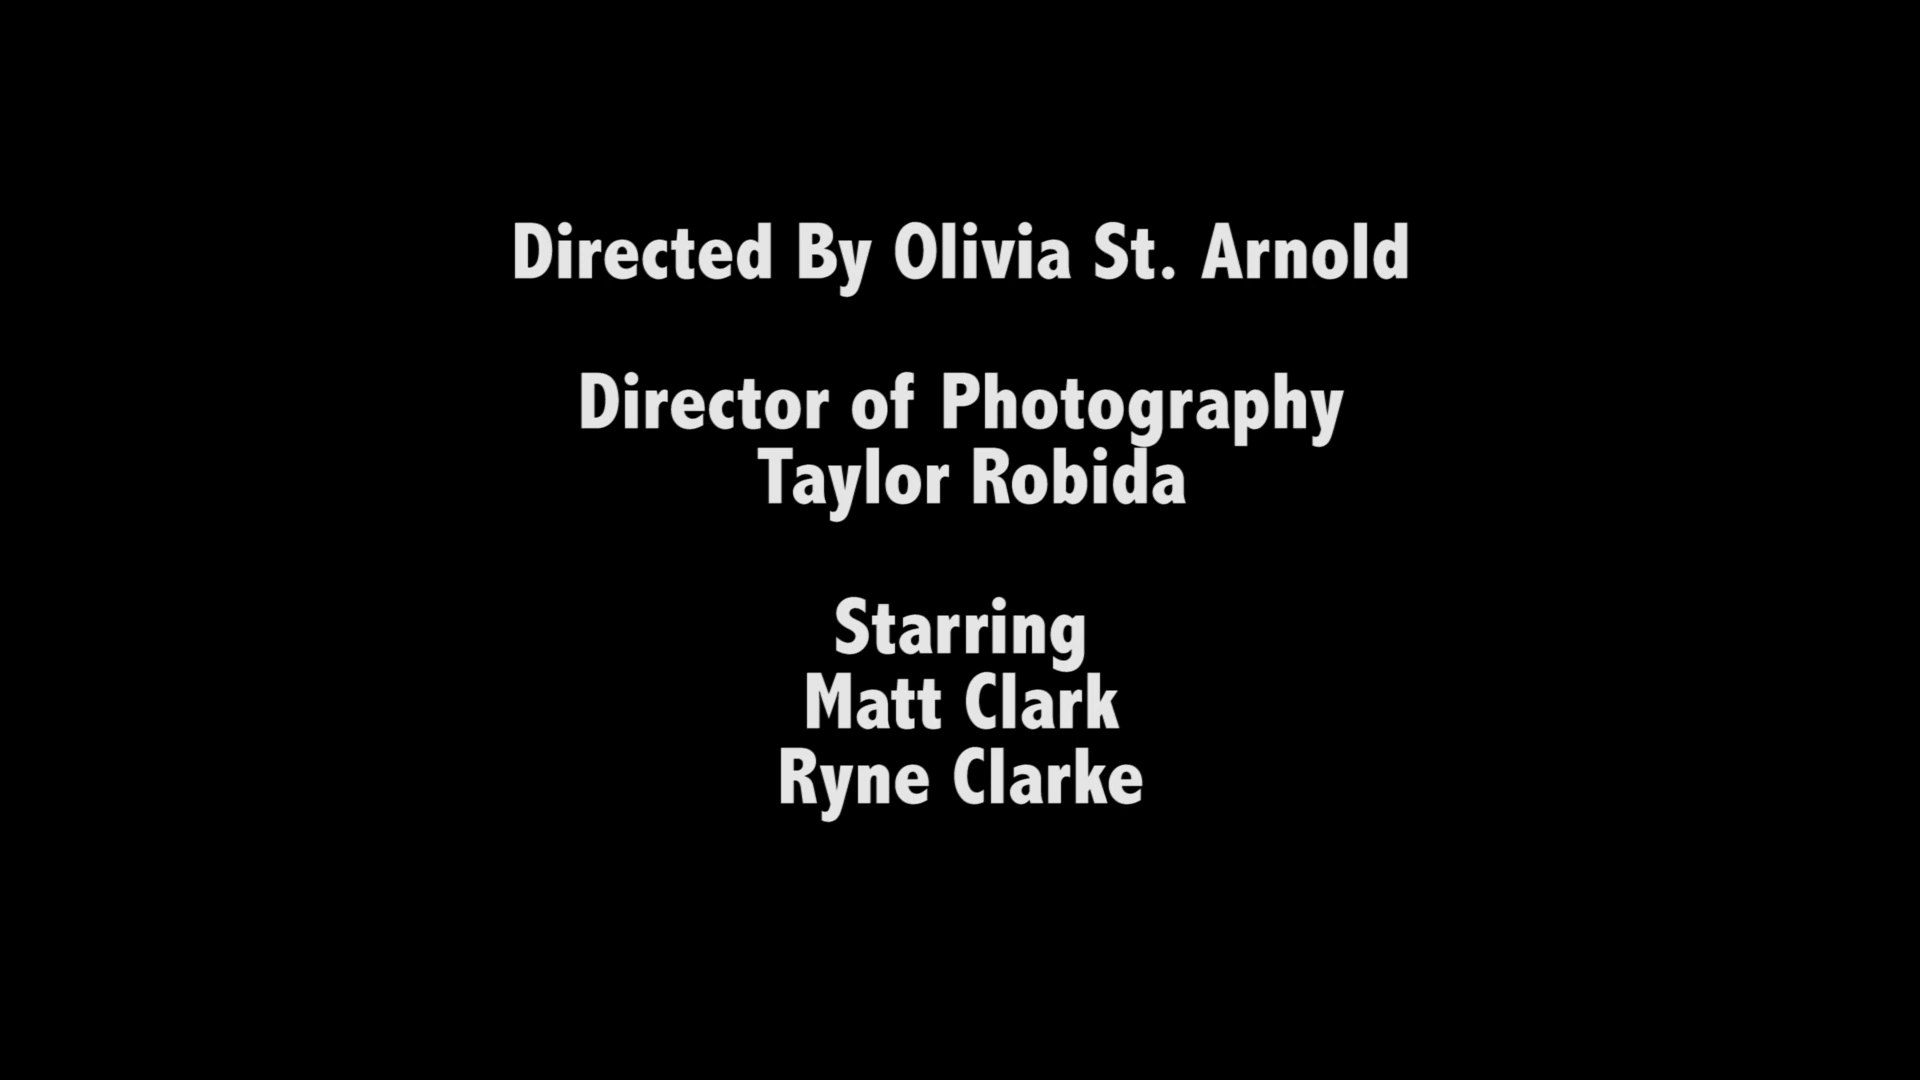 Directed By Olivia St. Arnold
Director of Photography
Taylor Robida
Starring
Matt Clark
Ryne Clarke